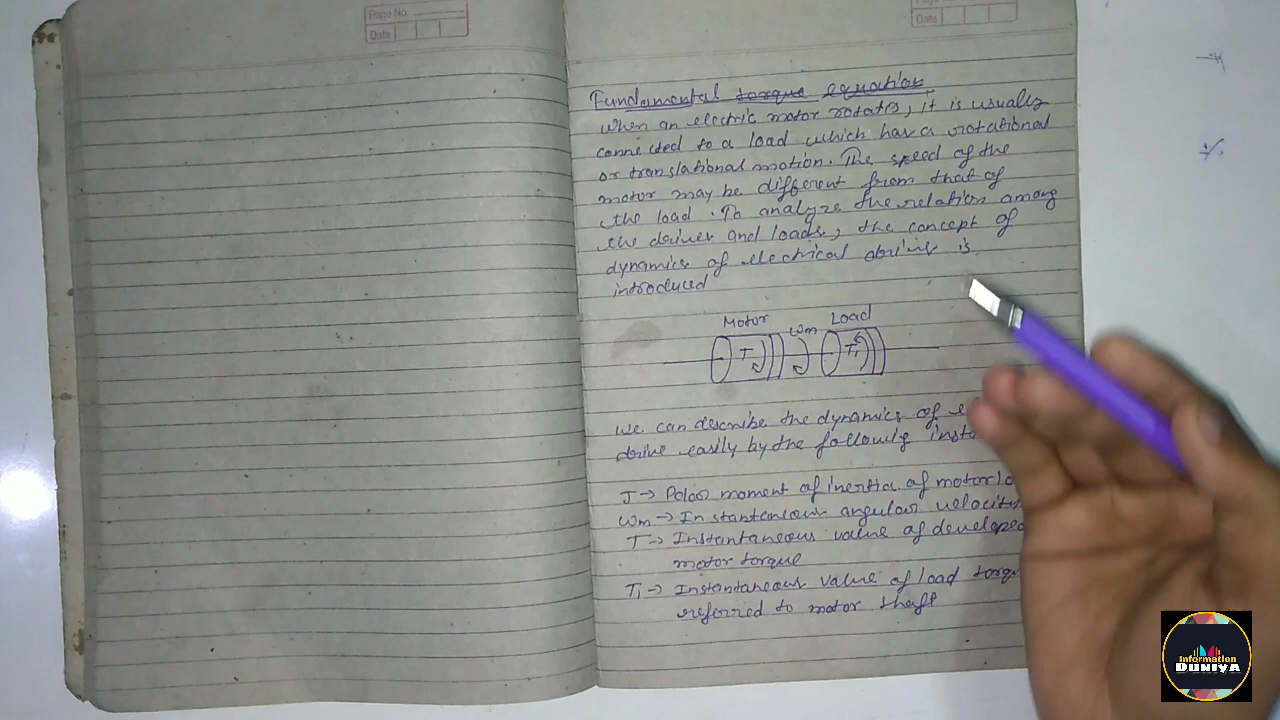 Page No.
Date
Date
Fundamental torque equation
when an electric motor rotates, it is usually
connected to a load which has a rotational
or translational motion. The speed of the
motor may be different from that of
the load. To analyze the relation among
the drives and loads, the concept of
dynamics of electrical drives is
introduced
Motor ωm Load
T T1
we can describe the dynamics of
drive easily by the following
J → Polar moment of inertia of motor
ωm → Instantaneous angular velocity
T → Instantaneous value of developed
motor torque
T1 → Instantaneous value of load
referred to motor shaft
Information
DUNIYA